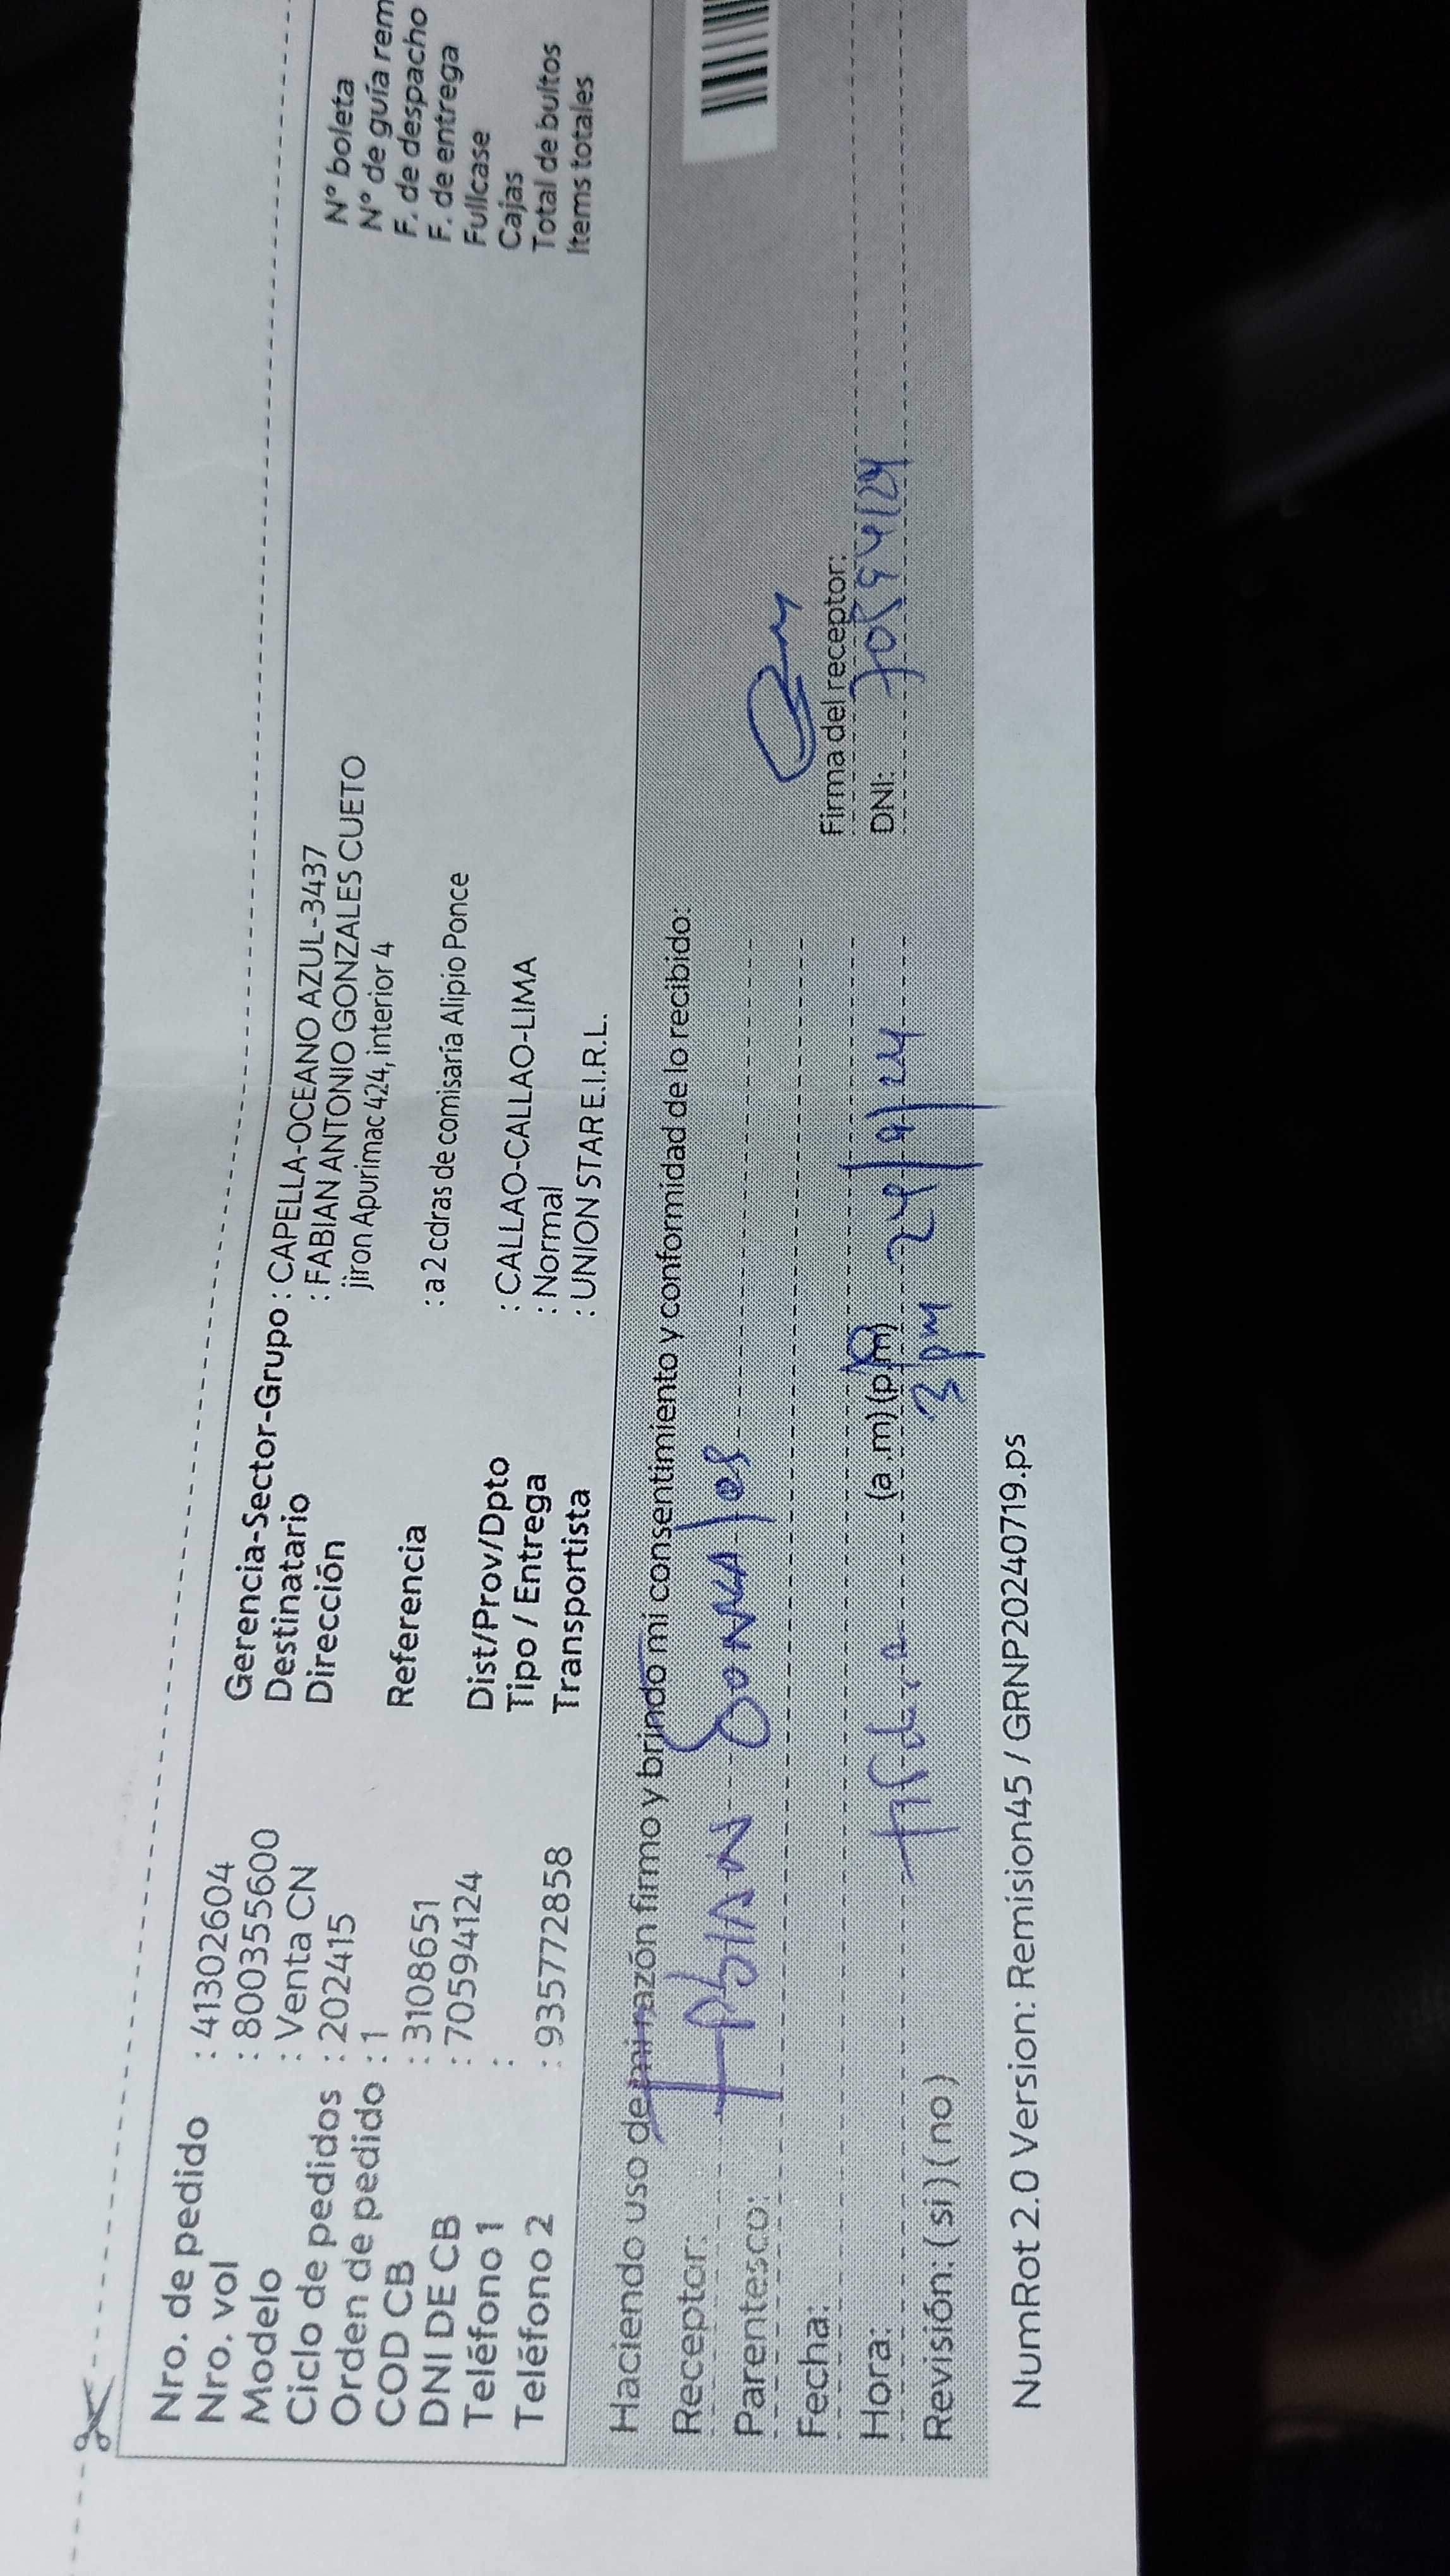 Nro. de pedido : 41302604
Nro. vol : 800355600
Modelo : Venta CN
Ciclo de pedidos : 202415
Orden de pedido : 1
COD CB : 3108651
DNI DE CB : 70594124
Teléfono 1 :
Teléfono 2 : 935772858
Gerencia-Sector-Grupo : CAPELLA-OCEANO AZUL-3437
Destinatario : FABIAN ANTONIO GONZALES CUETO
Dirección jiron Apurimac 424, interior 4
Referencia : a 2 cdras de comisaria Alipio Ponce
Dist/Prov/Dpto : CALLAO-CALLAO-LIMA
Tipo / Entrega : Normal
Transportista : UNION STAR E.I.R.L.
N° boleta
N° de guía rem
F. de despacho
F. de entrega
Fullcase
Cajas
Total de bultos
Items totales
Haciendo uso de mi razón firmo y brindo mi consentimiento y conformidad de lo recibido:
Receptor: Gonzales
Parentesco:
Fecha:
Firma del receptor:
Hora: (a.m)(p.m)
DNI: 70594124
3 pm 24/9/24
Revisión: (si) (no)
NumRot 2.0 Version: Remision45 / GRNP20240719.ps